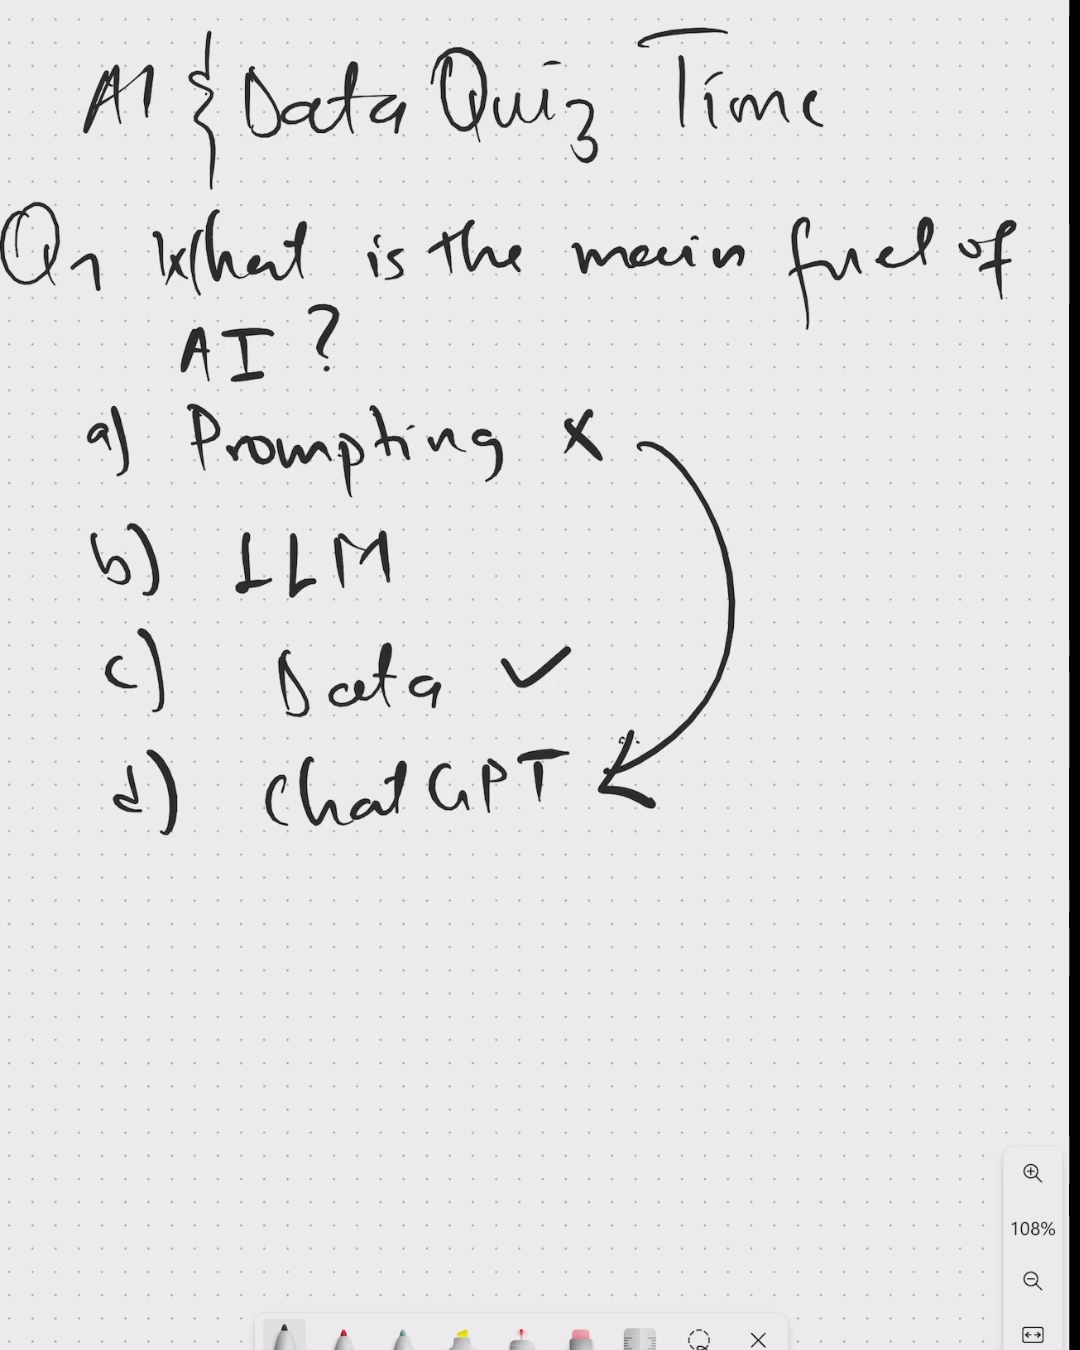 AI & Data Quiz Time
Q1 What is the main fuel of
AI ?
a) Prompting x
b) LLM
c) Data ✓
d) ChatGPT
108%